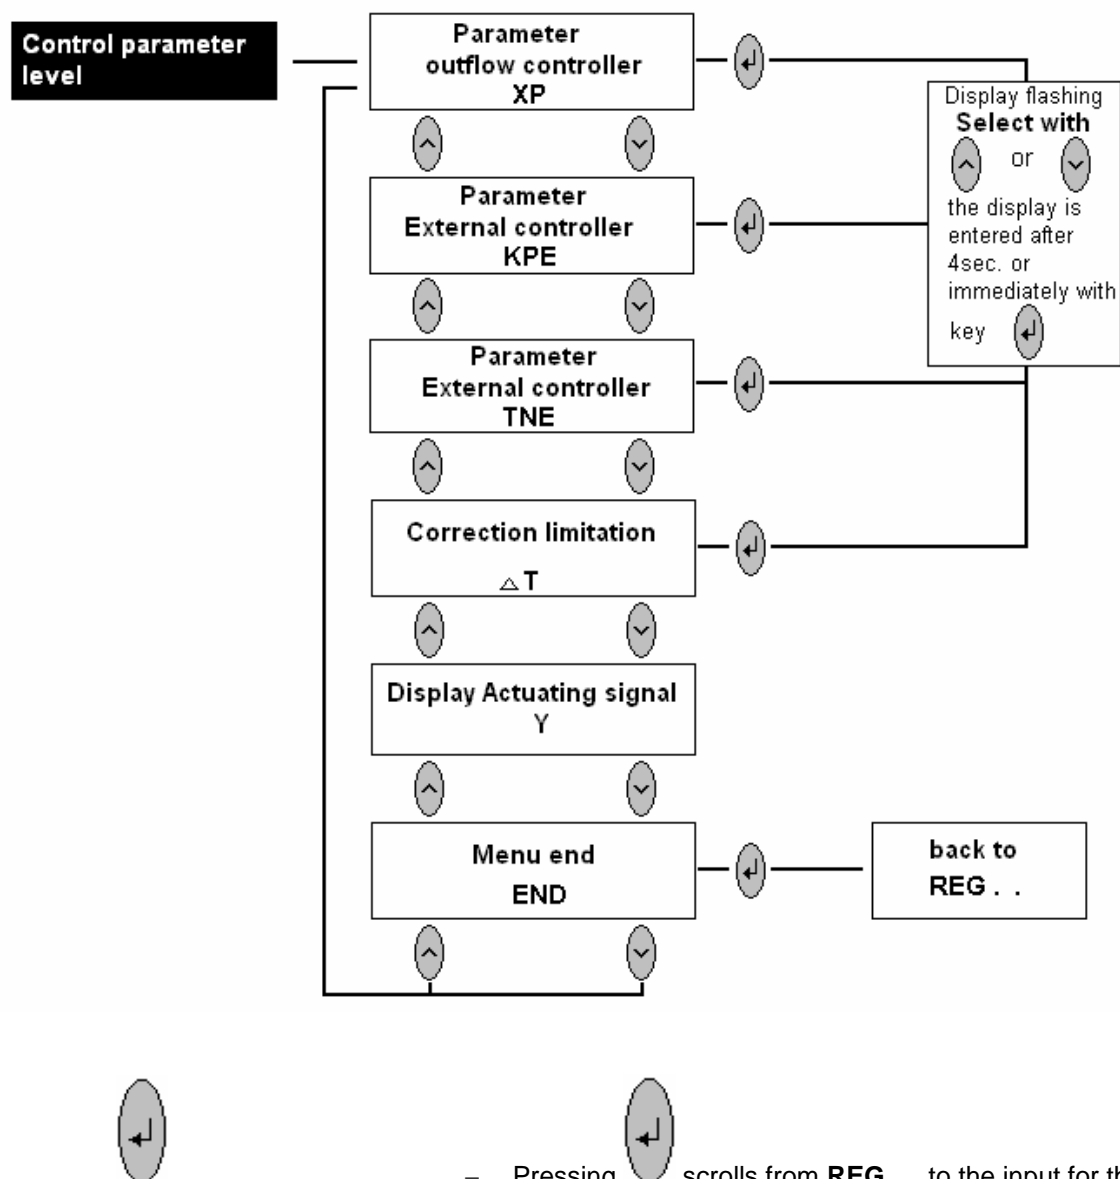 Control parameter
level
Parameter
outflow controller
XP
Parameter
External controller
KPE
Parameter
External controller
TNE
Correction limitation
△ T
Display Actuating signal
Y
Menu end
END
Display flashing
Select with
or
the display is
entered after
4sec. or
immediately with
key
back to
REG . .
– Pressing scrolls from REG to the input for